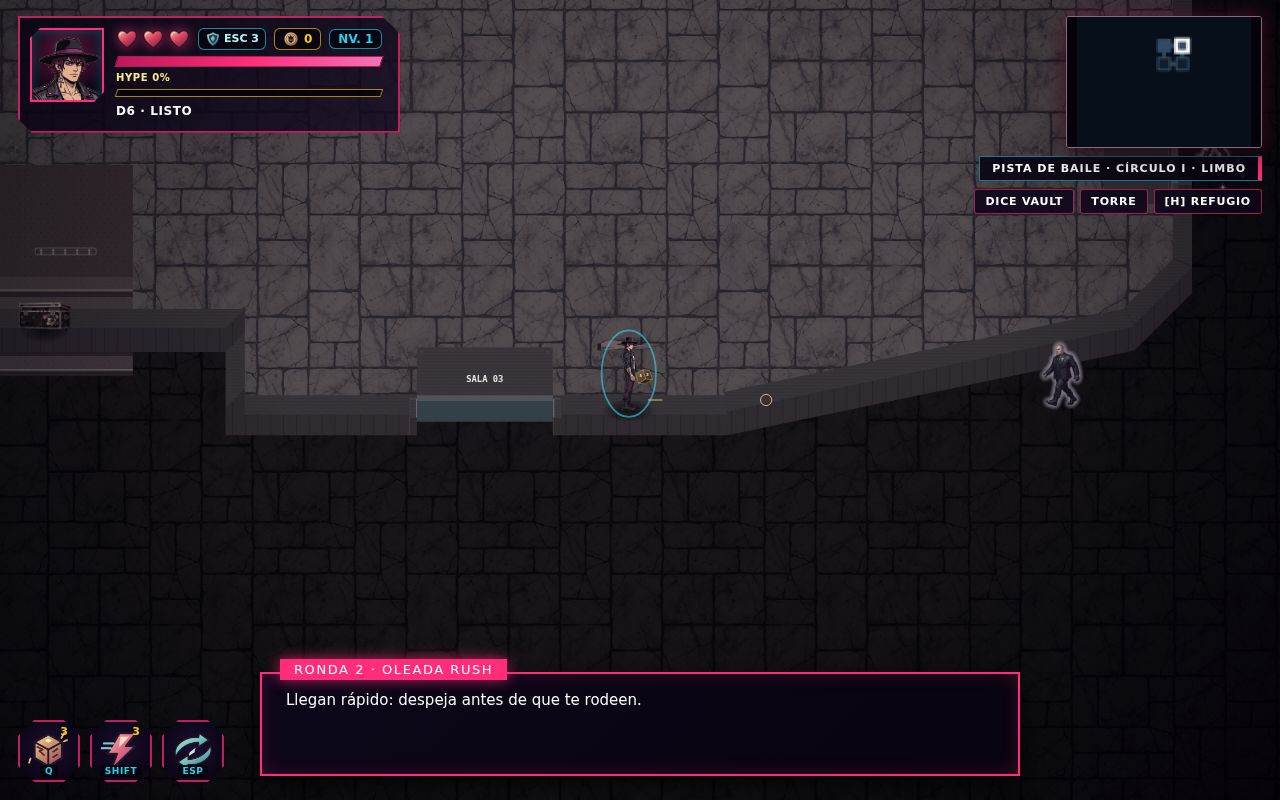 ESC 3
0
NV. 1
HYPE 0%
D6 · LISTO
PISTA DE BAILE · CÍRCULO I · LIMBO
DICE VAULT
TORRE
[H] REFUGIO
SALA 03
RONDA 2 · OLEADA RUSH
Llegan rápido: despeja antes de que te rodeen.
3
Q
3
SHIFT
ESP